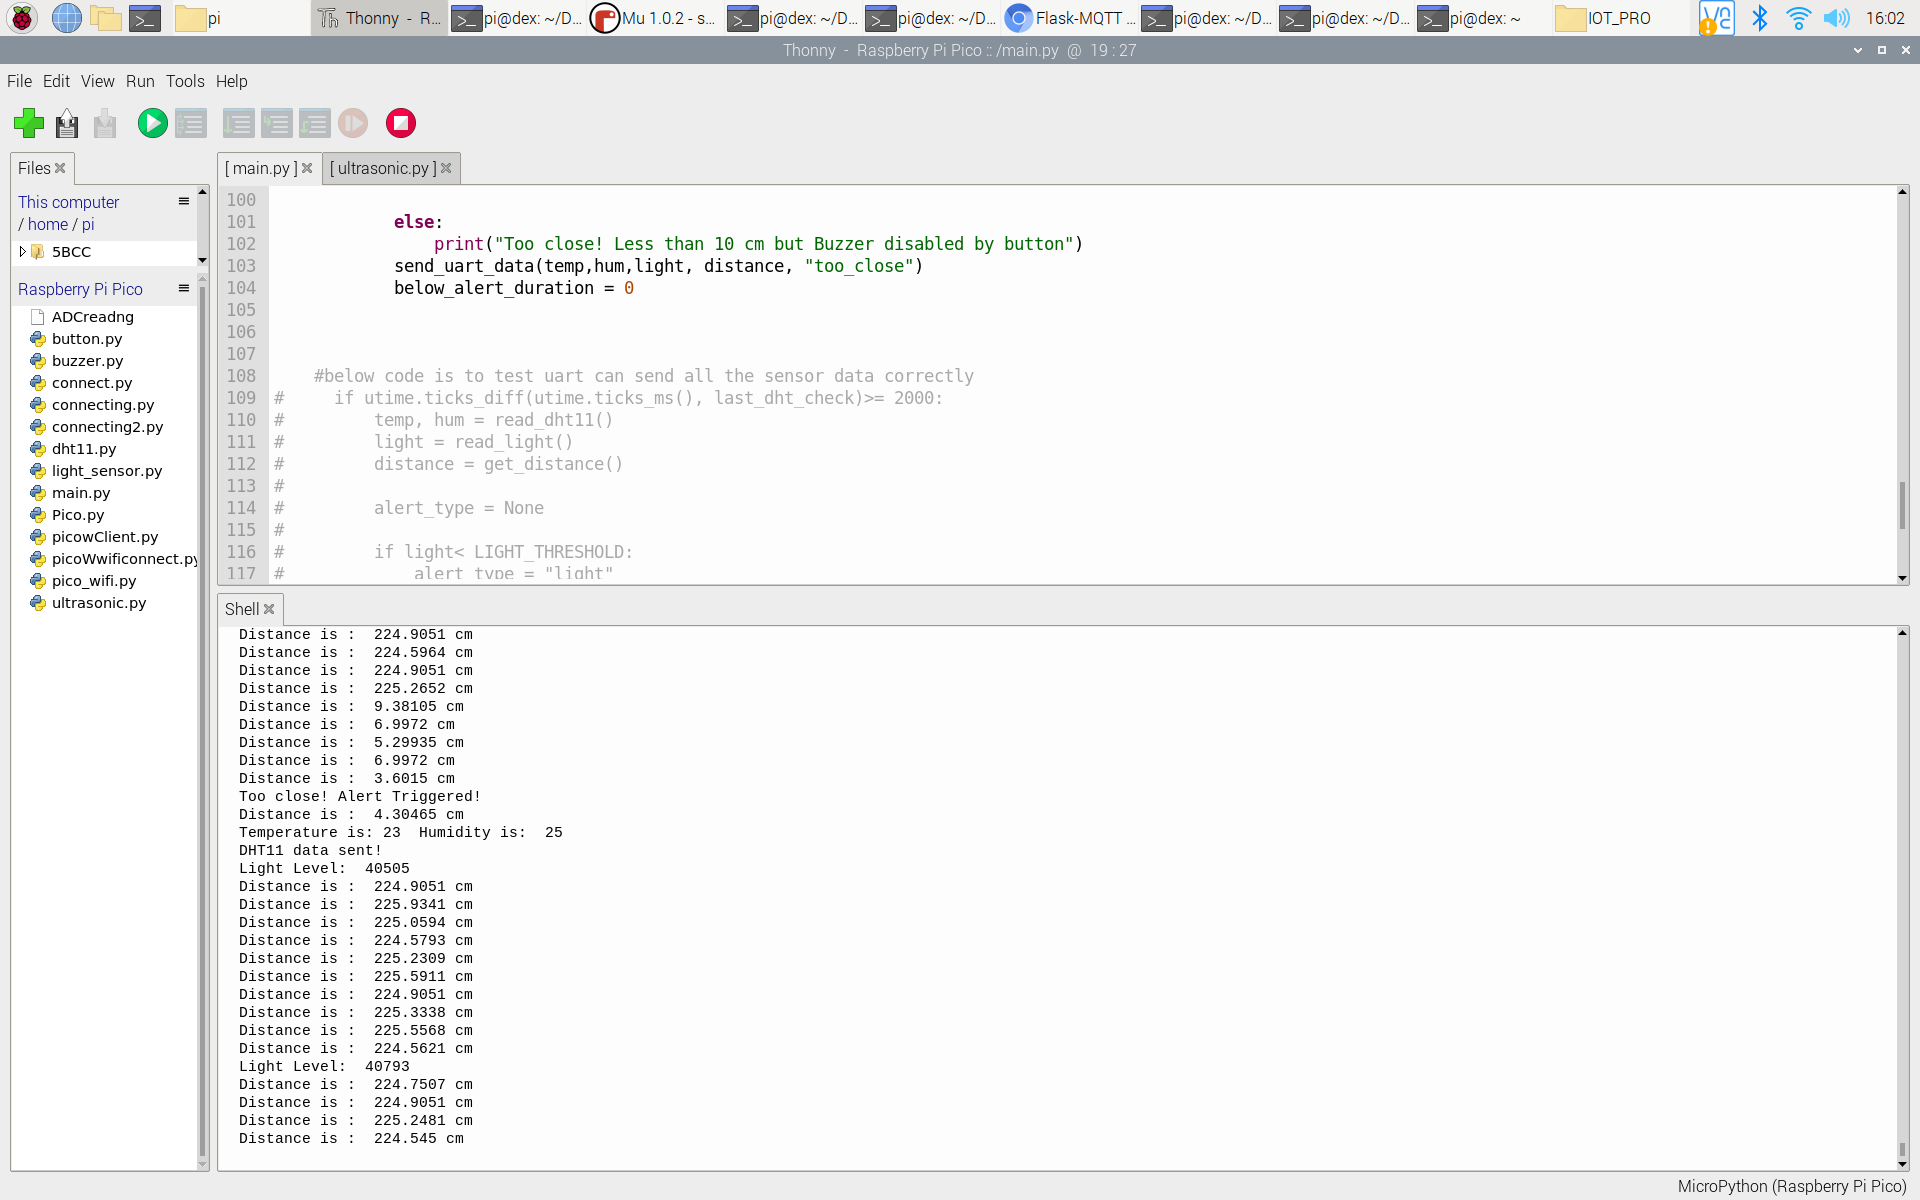 pi
Thonny - R...
pi@dex: ~/D...
Mu 1.0.2 - s...
pi@dex: ~/D...
pi@dex: ~/D...
Flask-MQTT ...
pi@dex: ~/D...
pi@dex: ~/D...
pi@dex: ~
IOT_PRO
16:02
Thonny - Raspberry Pi Pico :: /main.py @ 19 : 27
File Edit View Run Tools Help
Files
This computer
/ home / pi
5BCC
Raspberry Pi Pico
ADCreadng
button.py
buzzer.py
connect.py
connecting.py
connecting2.py
dht11.py
light_sensor.py
main.py
Pico.py
picowClient.py
picoWwificonnect.py
pico_wifi.py
ultrasonic.py
[ main.py ] [ ultrasonic.py ]
100
101 else:
102 print("Too close! Less than 10 cm but Buzzer disabled by button")
103 send_uart_data(temp,hum,light, distance, "too_close")
104 below_alert_duration = 0
105
106
107
108 #below code is to test uart can send all the sensor data correctly
109 # if utime.ticks_diff(utime.ticks_ms(), last_dht_check)>= 2000:
110 # temp, hum = read_dht11()
111 # light = read_light()
112 # distance = get_distance()
113 #
114 # alert_type = None
115 #
116 # if light< LIGHT_THRESHOLD:
117 # alert_type = "light"
Shell
Distance is : 224.9051 cm
Distance is : 224.5964 cm
Distance is : 224.9051 cm
Distance is : 225.2652 cm
Distance is : 9.38105 cm
Distance is : 6.9972 cm
Distance is : 5.29935 cm
Distance is : 6.9972 cm
Distance is : 3.6015 cm
Too close! Alert Triggered!
Distance is : 4.30465 cm
Temperature is: 23 Humidity is: 25
DHT11 data sent!
Light Level: 40505
Distance is : 224.9051 cm
Distance is : 225.9341 cm
Distance is : 225.0594 cm
Distance is : 224.5793 cm
Distance is : 225.2309 cm
Distance is : 225.5911 cm
Distance is : 224.9051 cm
Distance is : 225.3338 cm
Distance is : 225.5568 cm
Distance is : 224.5621 cm
Light Level: 40793
Distance is : 224.7507 cm
Distance is : 224.9051 cm
Distance is : 225.2481 cm
Distance is : 224.545 cm
MicroPython (Raspberry Pi Pico)